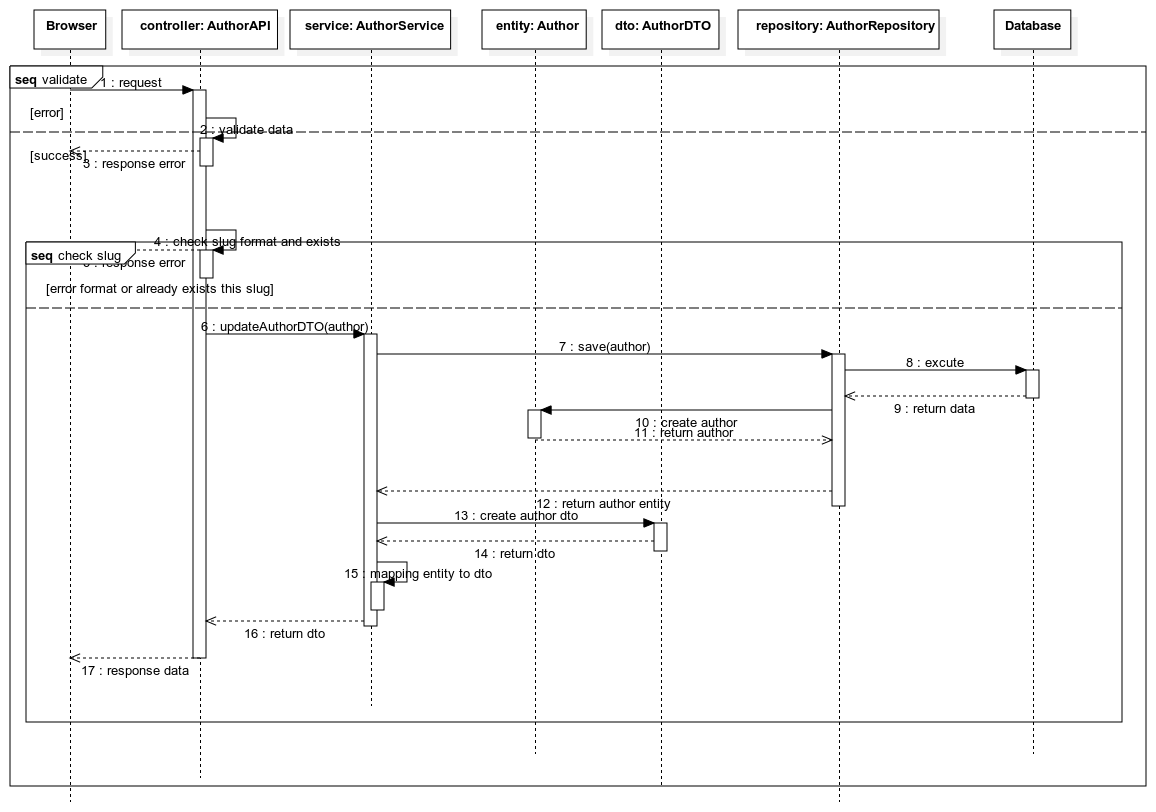 Browser
controller: AuthorAPI
service: AuthorService
entity: Author
dto: AuthorDTO
repository: AuthorRepository
Database
seq validate
1 : request
[error]
2 : validate data
[success]
3 : response error
4 : check slug format and exists
seq check slug
: response error
[error format or already exists this slug]
6 : updateAuthorDTO(author)
7 : save(author)
8 : excute
9 : return data
10 : create author
11 : return author
12 : return author entity
13 : create author dto
14 : return dto
15 : mapping entity to dto
16 : return dto
17 : response data